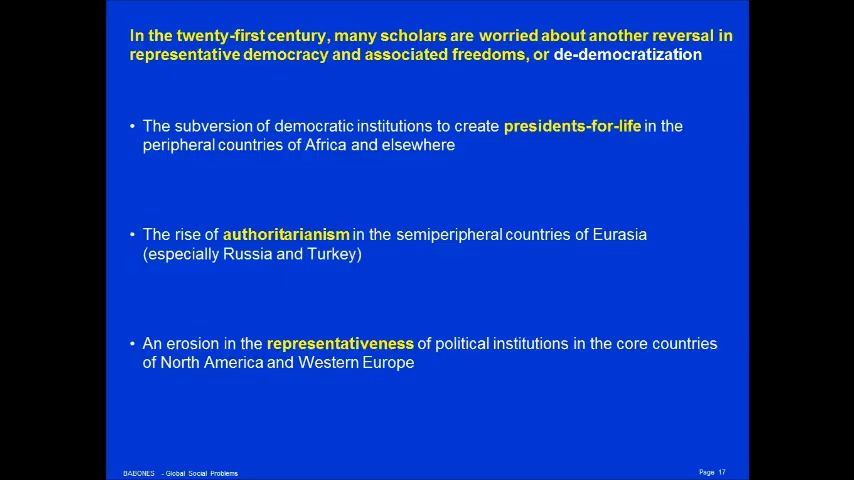 In the twenty-first century, many scholars are worried about another reversal in
representative democracy and associated freedoms, or de-democratization
• The subversion of democratic institutions to create presidents-for-life in the
peripheral countries of Africa and elsewhere
• The rise of authoritarianism in the semiperipheral countries of Eurasia
(especially Russia and Turkey)
• An erosion in the representativeness of political institutions in the core countries
of North America and Western Europe
BABONES - Global Social Problems
Page 17